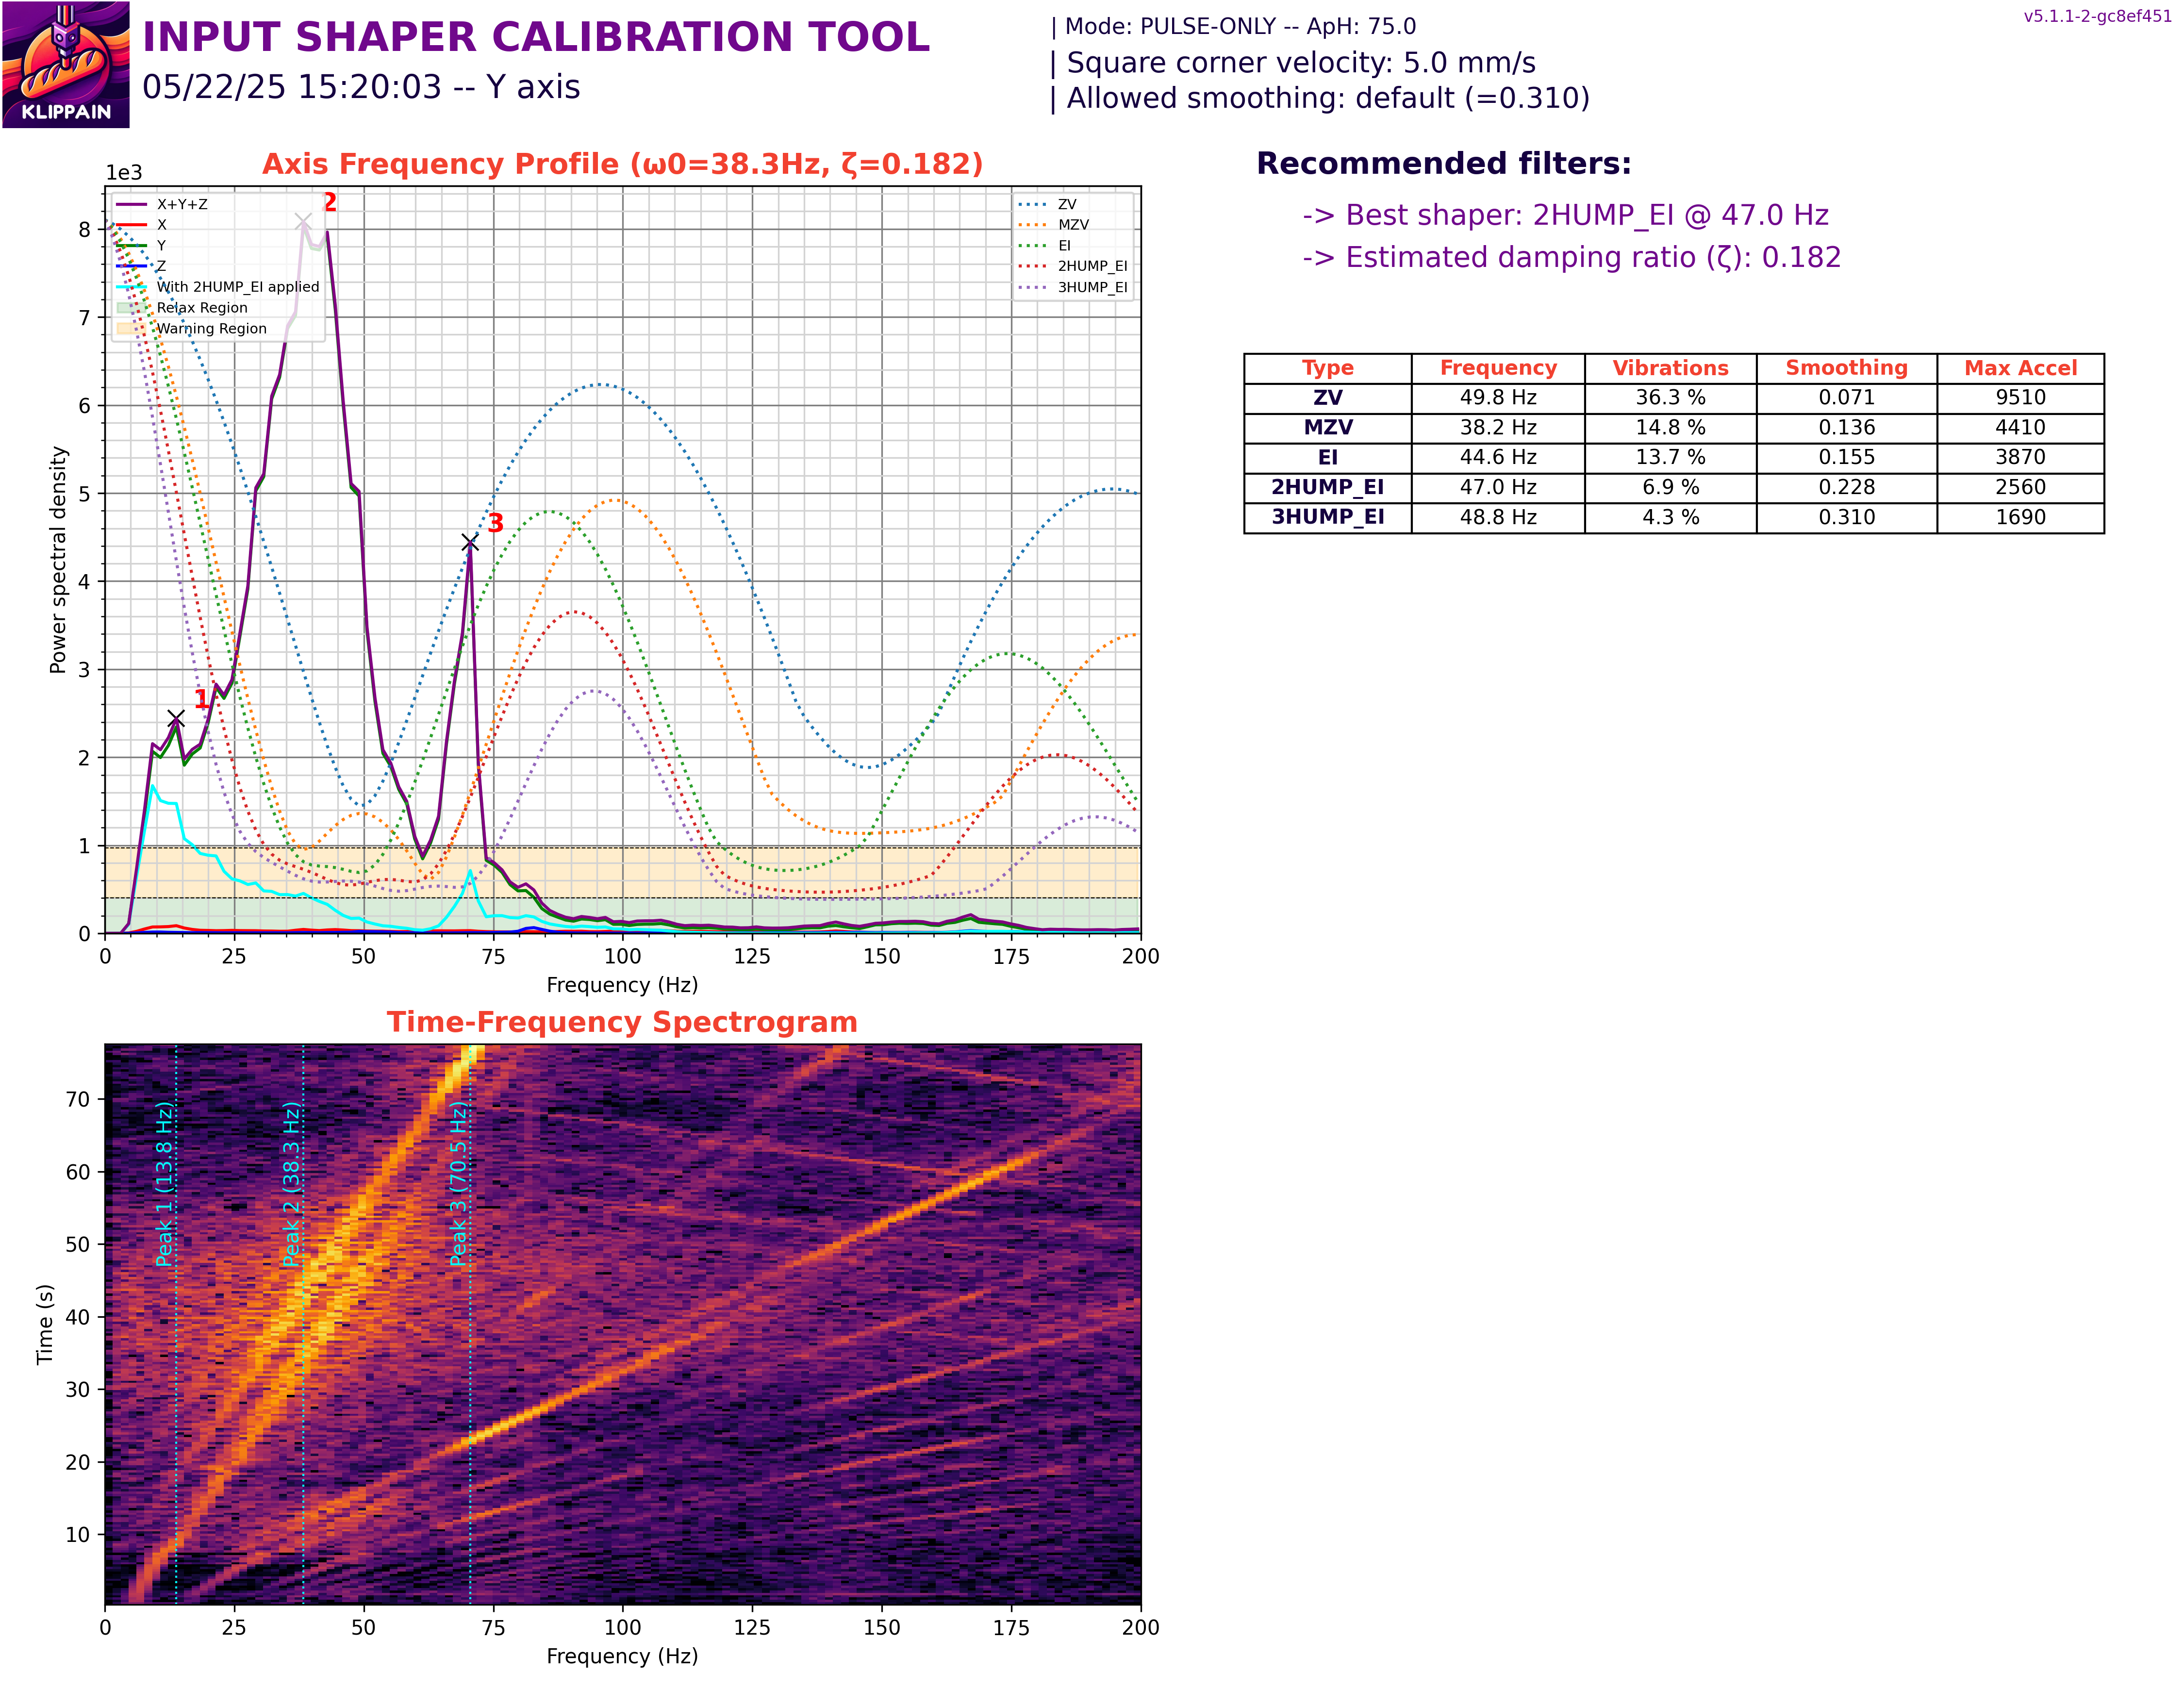 KLIPPAIN
INPUT SHAPER CALIBRATION TOOL
05/22/25 15:20:03 -- Y axis
| Mode: PULSE-ONLY -- ApH: 75.0
| Square corner velocity: 5.0 mm/s
| Allowed smoothing: default (=0.310)
v5.1.1-2-gc8ef451
Axis Frequency Profile (ω0=38.3Hz, ζ=0.182)
1e3
X+Y+Z
X
Y
Z
With 2HUMP_EI applied
Relax Region
Warning Region
ZV
MZV
EI
2HUMP_EI
3HUMP_EI
1
2
3
Power spectral density
8
7
6
5
4
3
2
1
0
0 25 50 75 100 125 150 175 200
Frequency (Hz)
Recommended filters:
-> Best shaper: 2HUMP_EI @ 47.0 Hz
-> Estimated damping ratio (ζ): 0.182
Type Frequency Vibrations Smoothing Max Accel
ZV 49.8 Hz 36.3 % 0.071 9510
MZV 38.2 Hz 14.8 % 0.136 4410
EI 44.6 Hz 13.7 % 0.155 3870
2HUMP_EI 47.0 Hz 6.9 % 0.228 2560
3HUMP_EI 48.8 Hz 4.3 % 0.310 1690
Time-Frequency Spectrogram
Time (s)
70
60
50
40
30
20
10
Peak 1 (13.8 Hz)
Peak 2 (38.3 Hz)
Peak 3 (70.5 Hz)
0 25 50 75 100 125 150 175 200
Frequency (Hz)